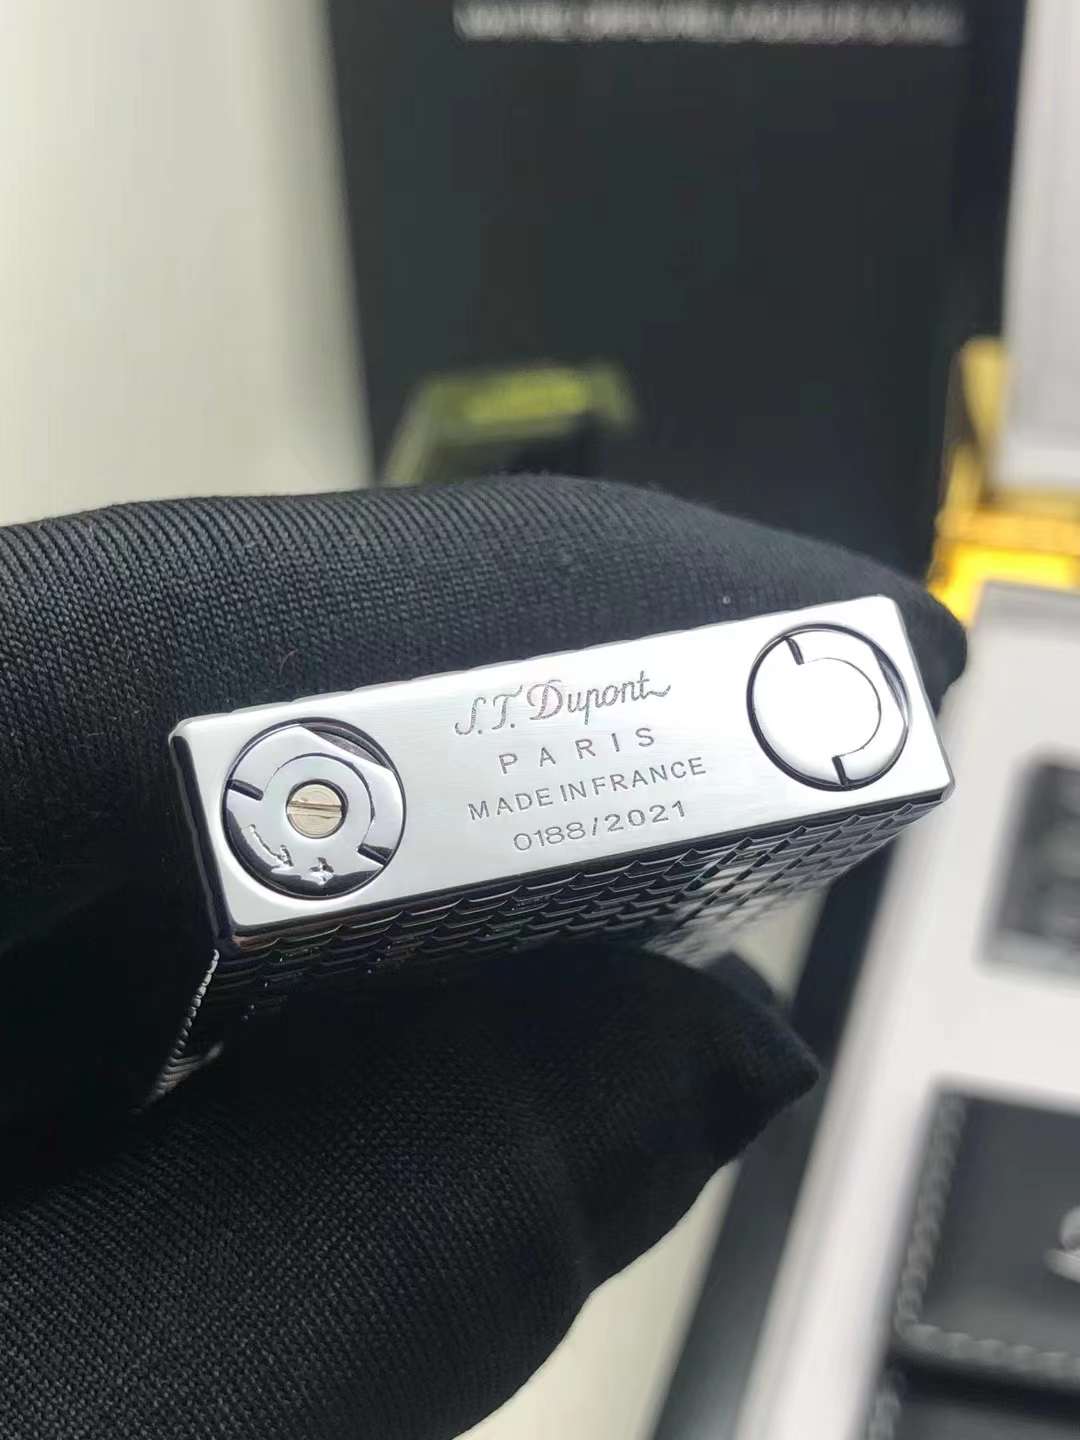 S.T. Dupont
PARIS
MADE IN FRANCE
0188/2021
- +